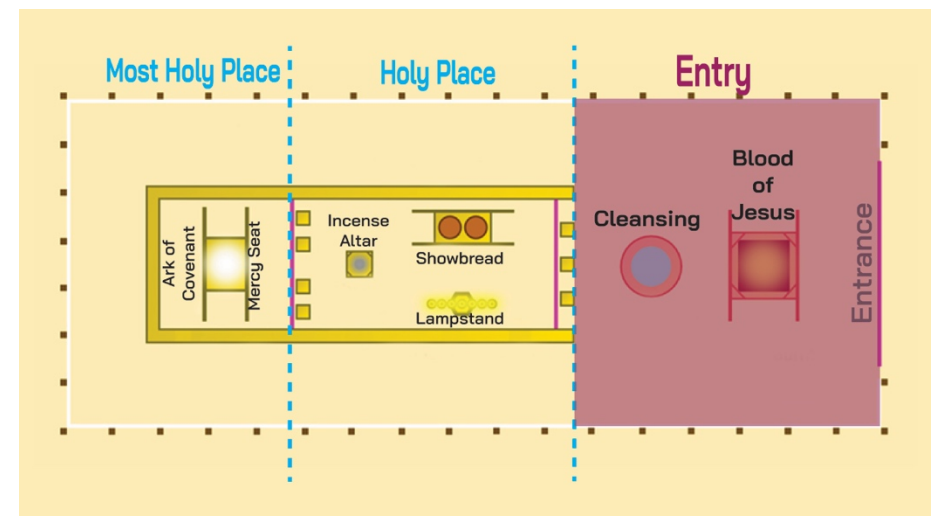 Most Holy Place
Holy Place
Entry
Ark of
Covenant
Mercy Seat
Incense
Altar
Showbread
Lampstand
Cleansing
Blood
of
Jesus
Entrance